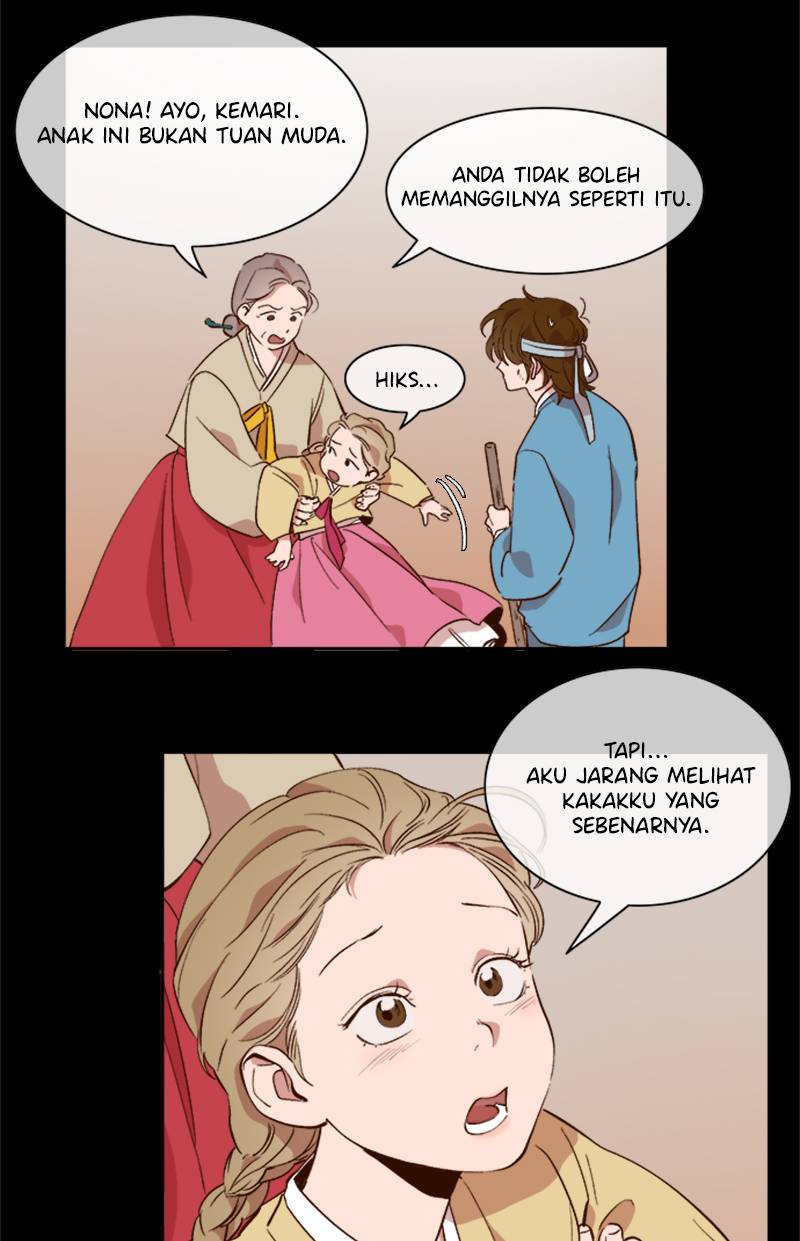 NONA! AYO, KEMARI.
ANAK INI BUKAN TUAN MUDA.
ANDA TIDAK BOLEH
MEMANGGILNYA SEPERTI ITU.
HIKS...
TAPI...
AKU JARANG MELIHAT
KAKAKKU YANG
SEBENARNYA.